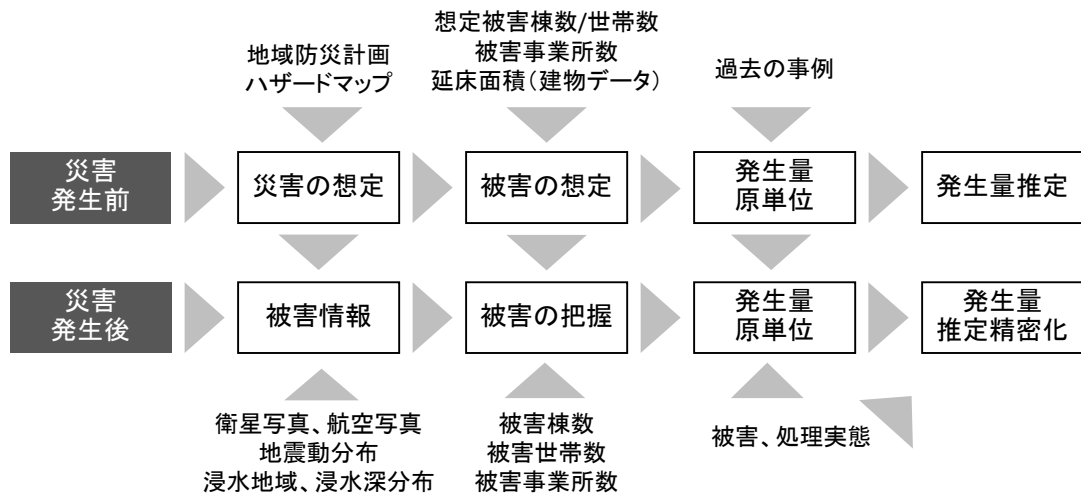 地域防災計画
ハザードマップ
想定被害棟数/世帯数
被害事業所数
延床面積（建物データ）
過去の事例
災害
発生前
災害の想定
被害の想定
発生量
原単位
発生量推定
災害
発生後
被害情報
被害の把握
発生量
原単位
発生量
推定精密化
衛星写真、航空写真
地震動分布
浸水地域、浸水深分布
被害棟数
被害世帯数
被害事業所数
被害、処理実態